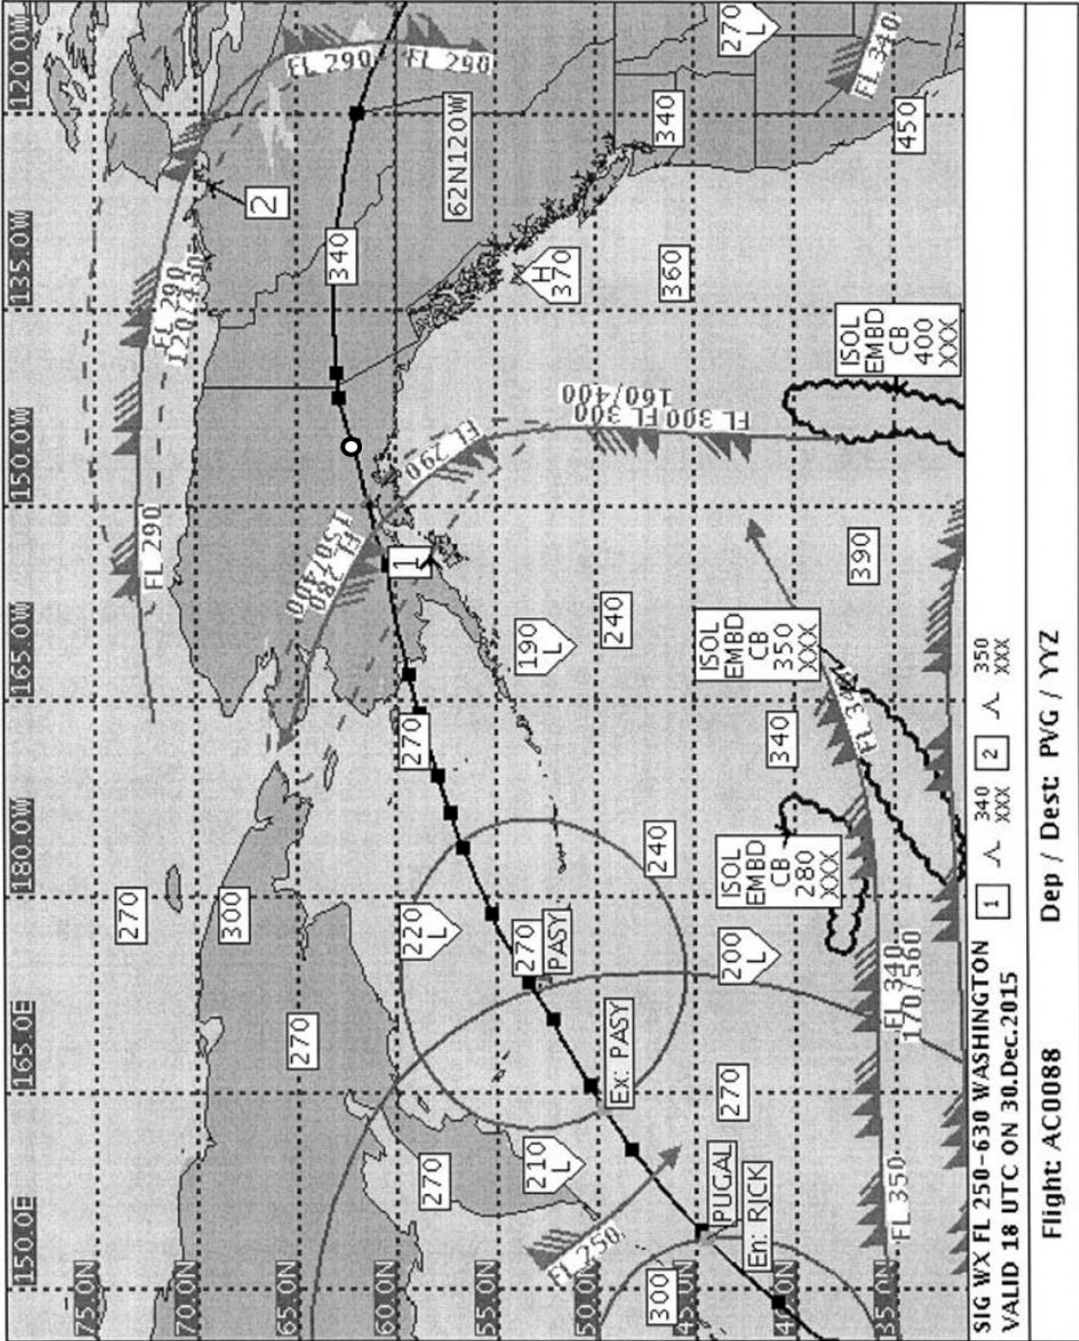 150.0E
165.0E
180.0W
165.0W
150.0W
135.0W
120.0W
75.0N
70.0N
65.0N
60.0N
55.0N
50.0N
45.0N
40.0N
35.0N
270
300
270
270
FL 290
FL 290
120/430
2
FL 290
FL 290
FL 280
150/400
1
340
62N120W
FL 290
220
L
270
210
L
FL 250
270
PASY
Ex: PASY
PUGAL
En: RJCK
300
270
200
L
240
190
L
240
H
370
360
340
270
L
FL 300
FL 300
160/400
ISOL
EMBD
CB
280
XXX
340
ISOL
EMBD
CB
350
XXX
390
ISOL
EMBD
CB
400
XXX
450
FL 340
FL 350
FL 340
170/560
SIG WX FL 250-630 WASHINGTON
VALID 18 UTC ON 30.Dec.2015
1 340
XXX
2 350
XXX
Flight: AC0088
Dep / Dest: PVG / YYZ